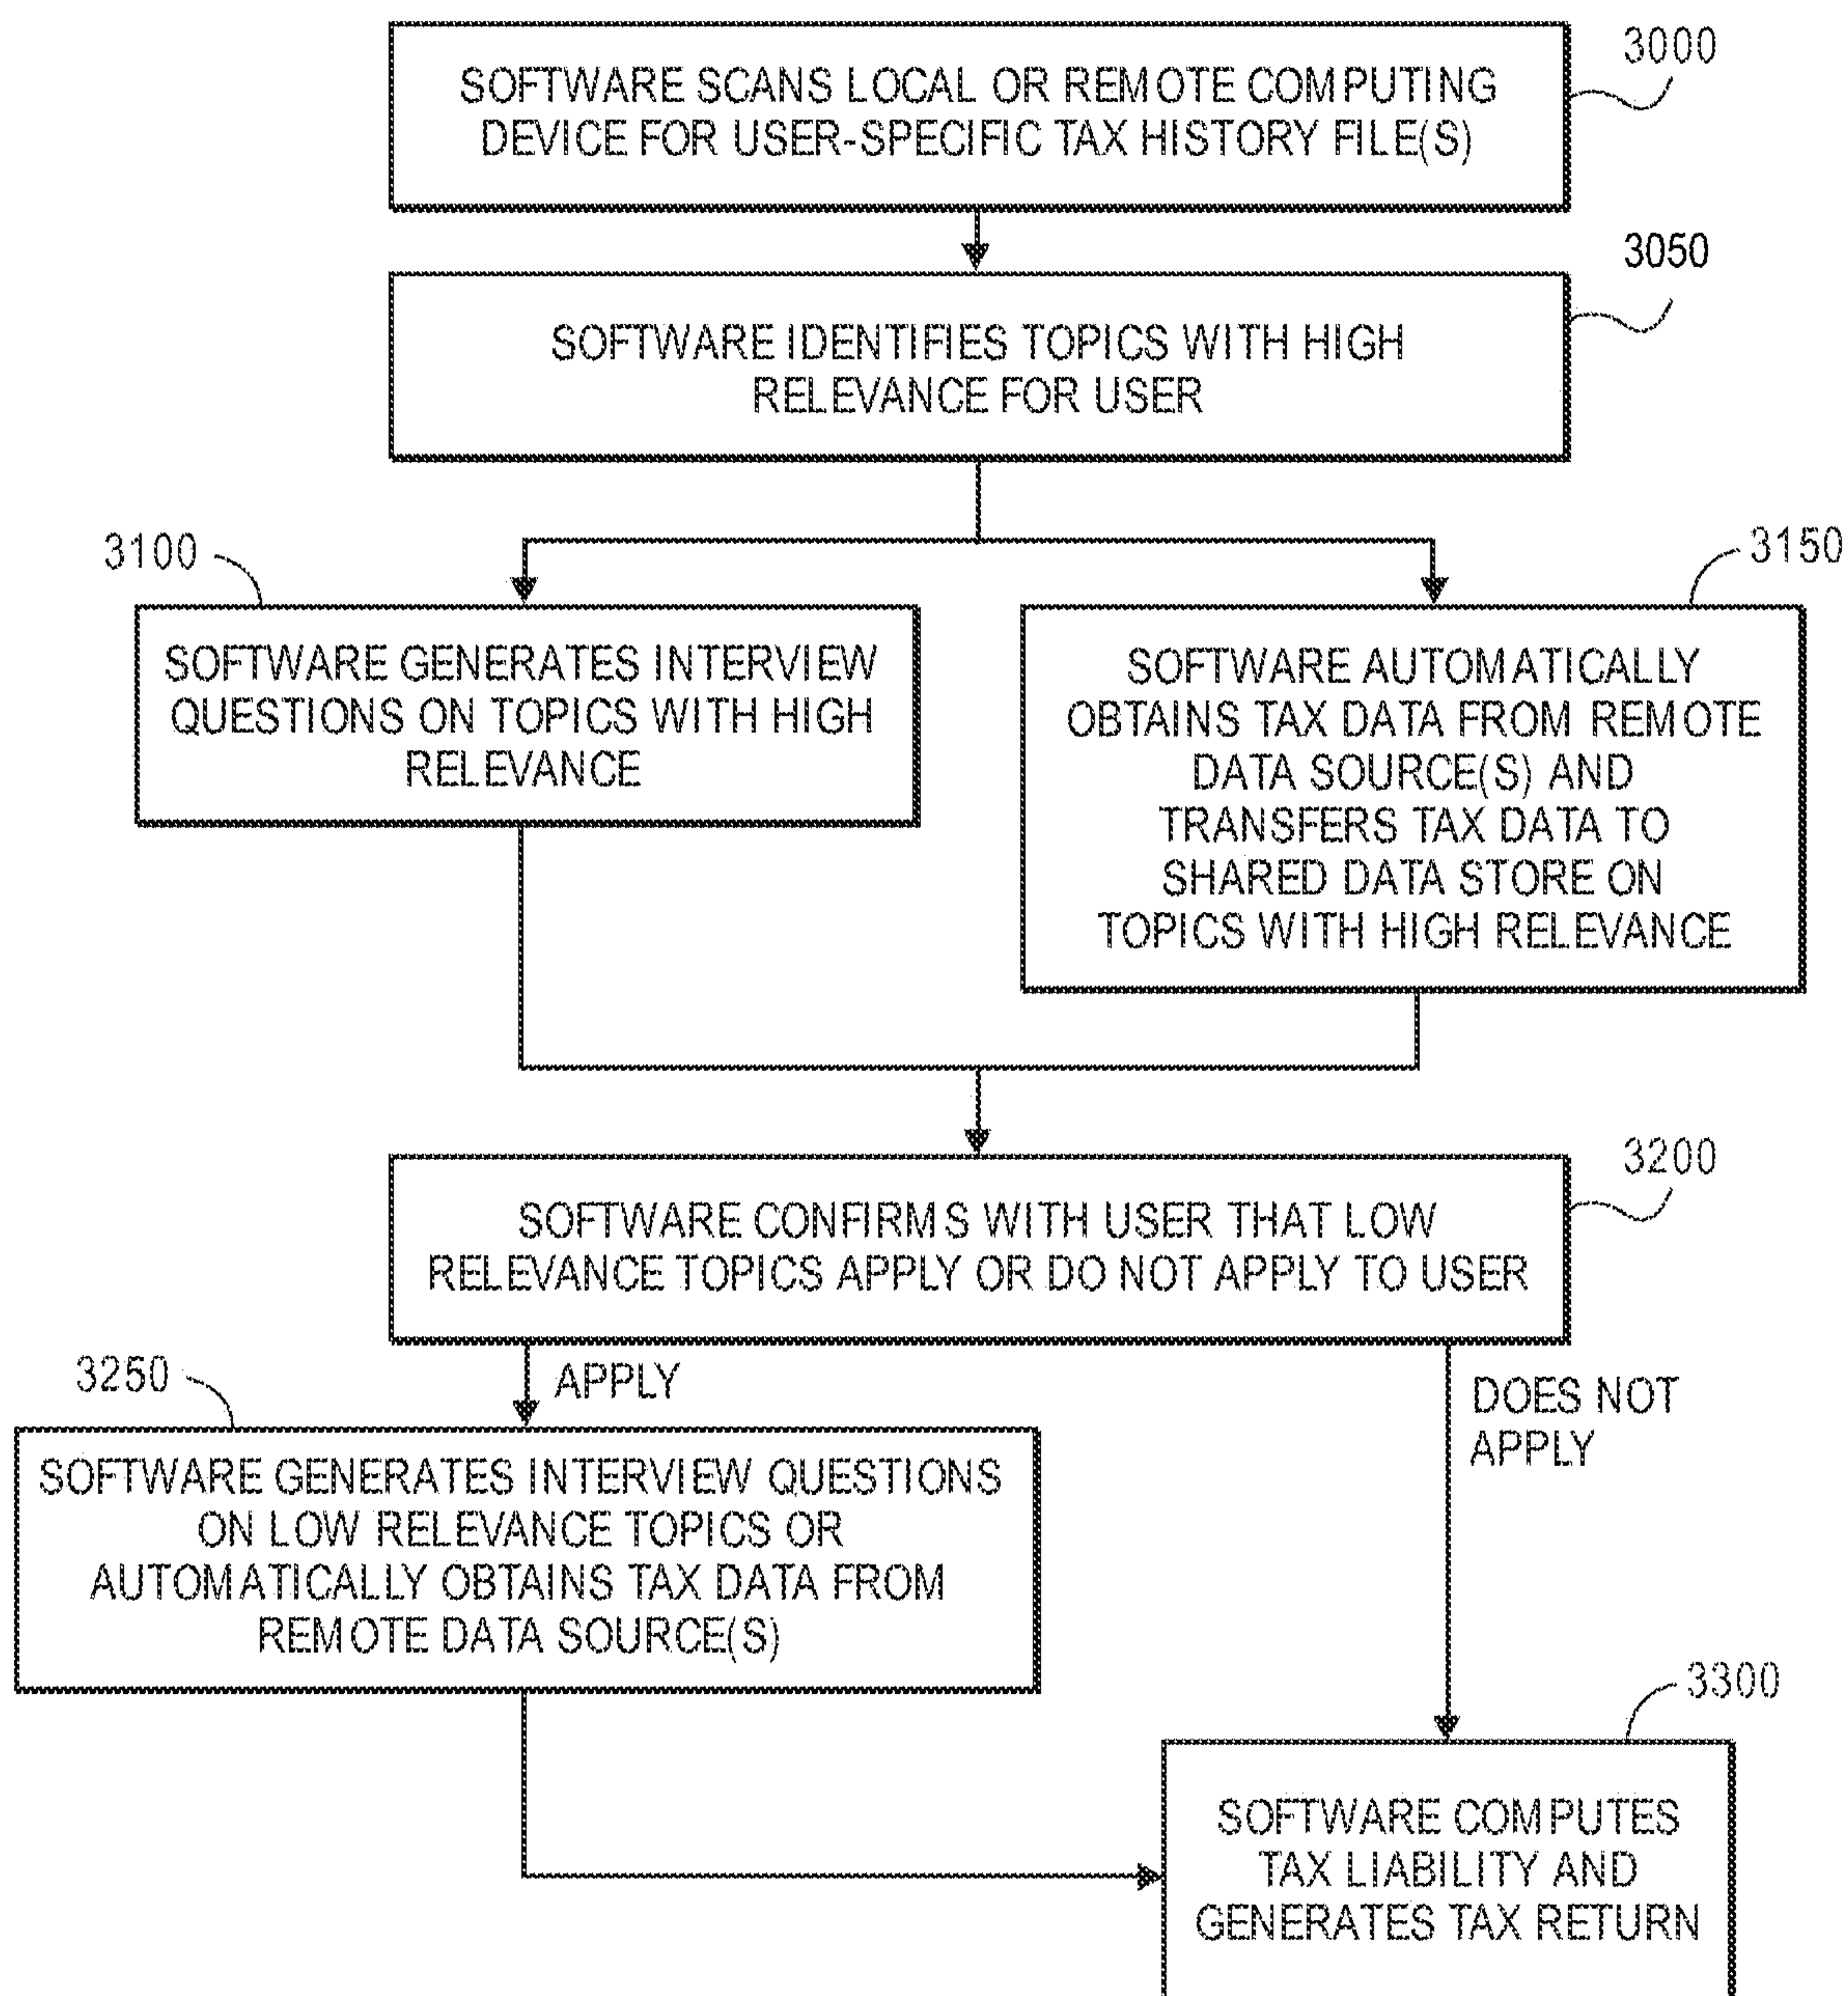 3000
SOFTWARE SCANS LOCAL OR REMOTE COMPUTING
DEVICE FOR USER-SPECIFIC TAX HISTORY FILE(S)
3050
SOFTWARE IDENTIFIES TOPICS WITH HIGH
RELEVANCE FOR USER
3100
SOFTWARE GENERATES INTERVIEW
QUESTIONS ON TOPICS WITH HIGH
RELEVANCE
3150
SOFTWARE AUTOMATICALLY
OBTAINS TAX DATA FROM REMOTE
DATA SOURCE(S) AND
TRANSFERS TAX DATA TO
SHARED DATA STORE ON
TOPICS WITH HIGH RELEVANCE
3200
SOFTWARE CONFIRMS WITH USER THAT LOW
RELEVANCE TOPICS APPLY OR DO NOT APPLY TO USER
3250
APPLY
DOES NOT
APPLY
SOFTWARE GENERATES INTERVIEW QUESTIONS
ON LOW RELEVANCE TOPICS OR
AUTOMATICALLY OBTAINS TAX DATA FROM
REMOTE DATA SOURCE(S)
3300
SOFTWARE COMPUTES
TAX LIABILITY AND
GENERATES TAX RETURN